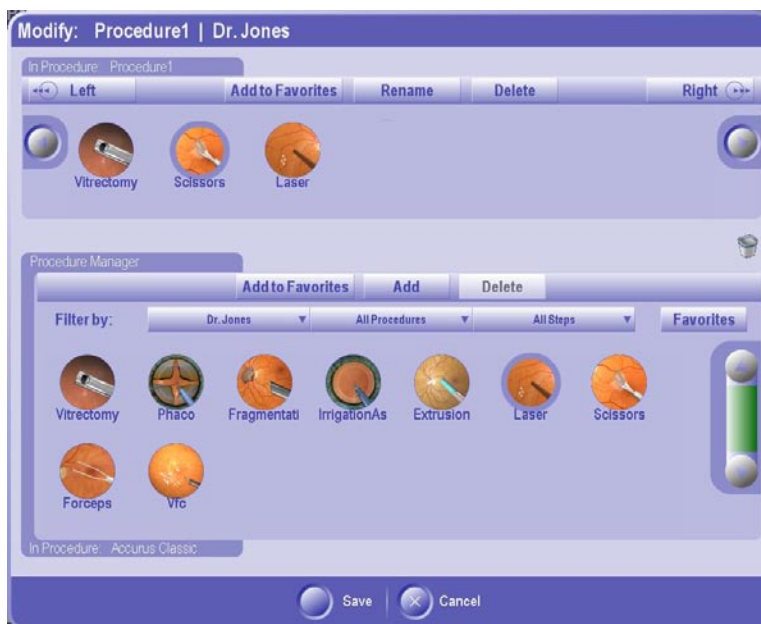 Modify: Procedure1 | Dr. Jones
In Procedure: Procedure1
Left Add to Favorites Rename Delete Right
Vitrectomy Scissors Laser
Procedure Manager
Add to Favorites Add Delete
Filter by: Dr. Jones All Procedures All Steps Favorites
Vitrectomy Phaco Fragmentati IrrigationAs Extrusion Laser Scissors
Forceps Vfc
In Procedure: Accurus Classic
Save Cancel